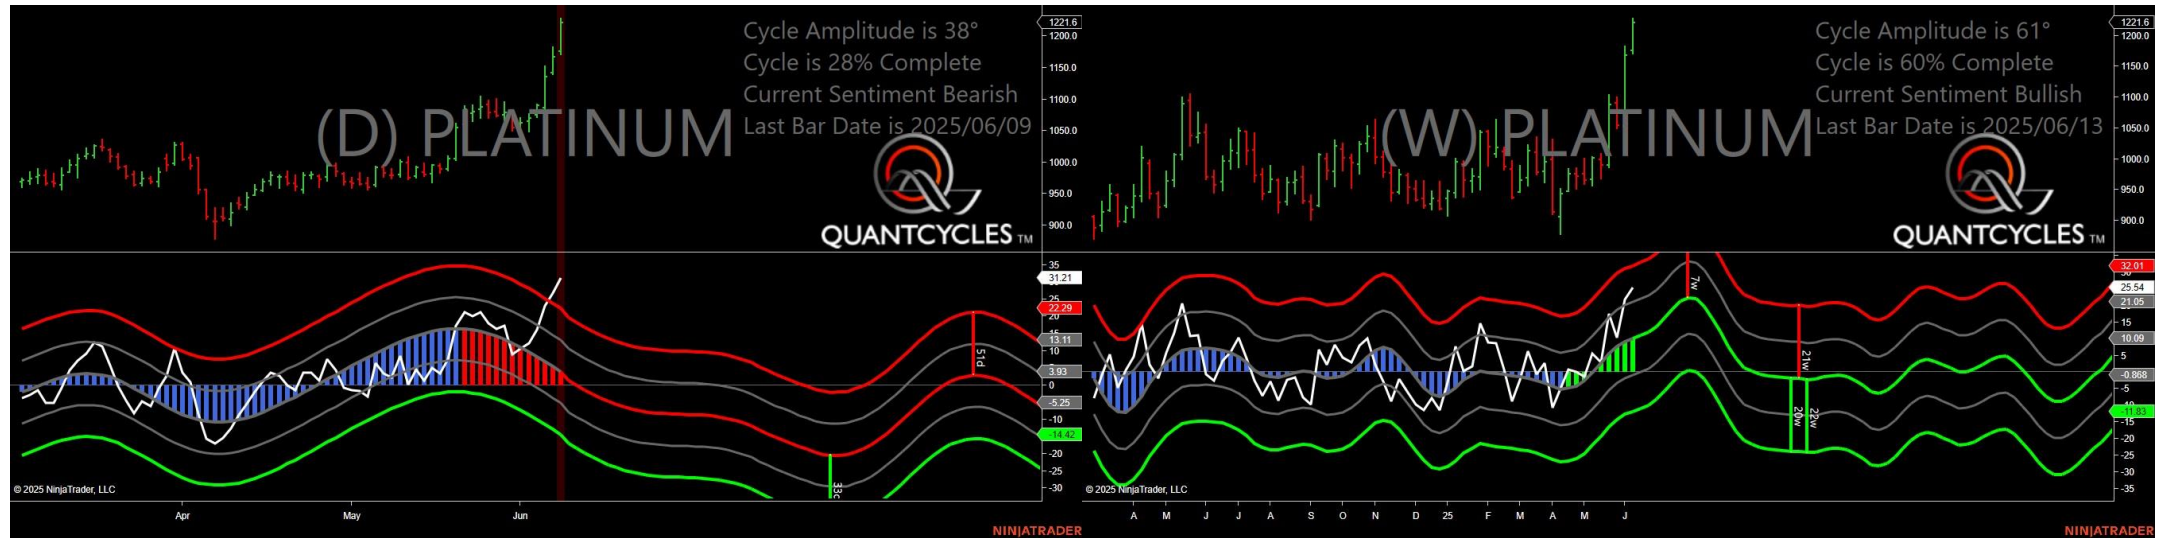 Cycle Amplitude is 38°
Cycle is 28% Complete
Current Sentiment Bearish
Last Bar Date is 2025/06/09
(D) PLATINUM
QUANTCYCLES TM
1221.6
1200.0
1150.0
1100.0
1050.0
1000.0
950.0
900.0
35
31.21
25
22.29
20
15
13.11
10
5
3.93
0
-5.25
-10
-14.42
-20
-25
-30
51d
33d
© 2025 NinjaTrader, LLC
Apr May Jun
NINJATRADER
Cycle Amplitude is 61°
Cycle is 60% Complete
Current Sentiment Bullish
Last Bar Date is 2025/06/13
(W) PLATINUM
QUANTCYCLES TM
1221.6
1200.0
1150.0
1100.0
1050.0
1000.0
950.0
900.0
32.01
30
25.54
21.05
15
10.09
5
-0.868
-5
-10
-11.83
-15
-20
-25
-30
-35
7w
21w
20w
22w
© 2025 NinjaTrader, LLC
A M J J A S O N D 25 F M A M J
NINJATRADER